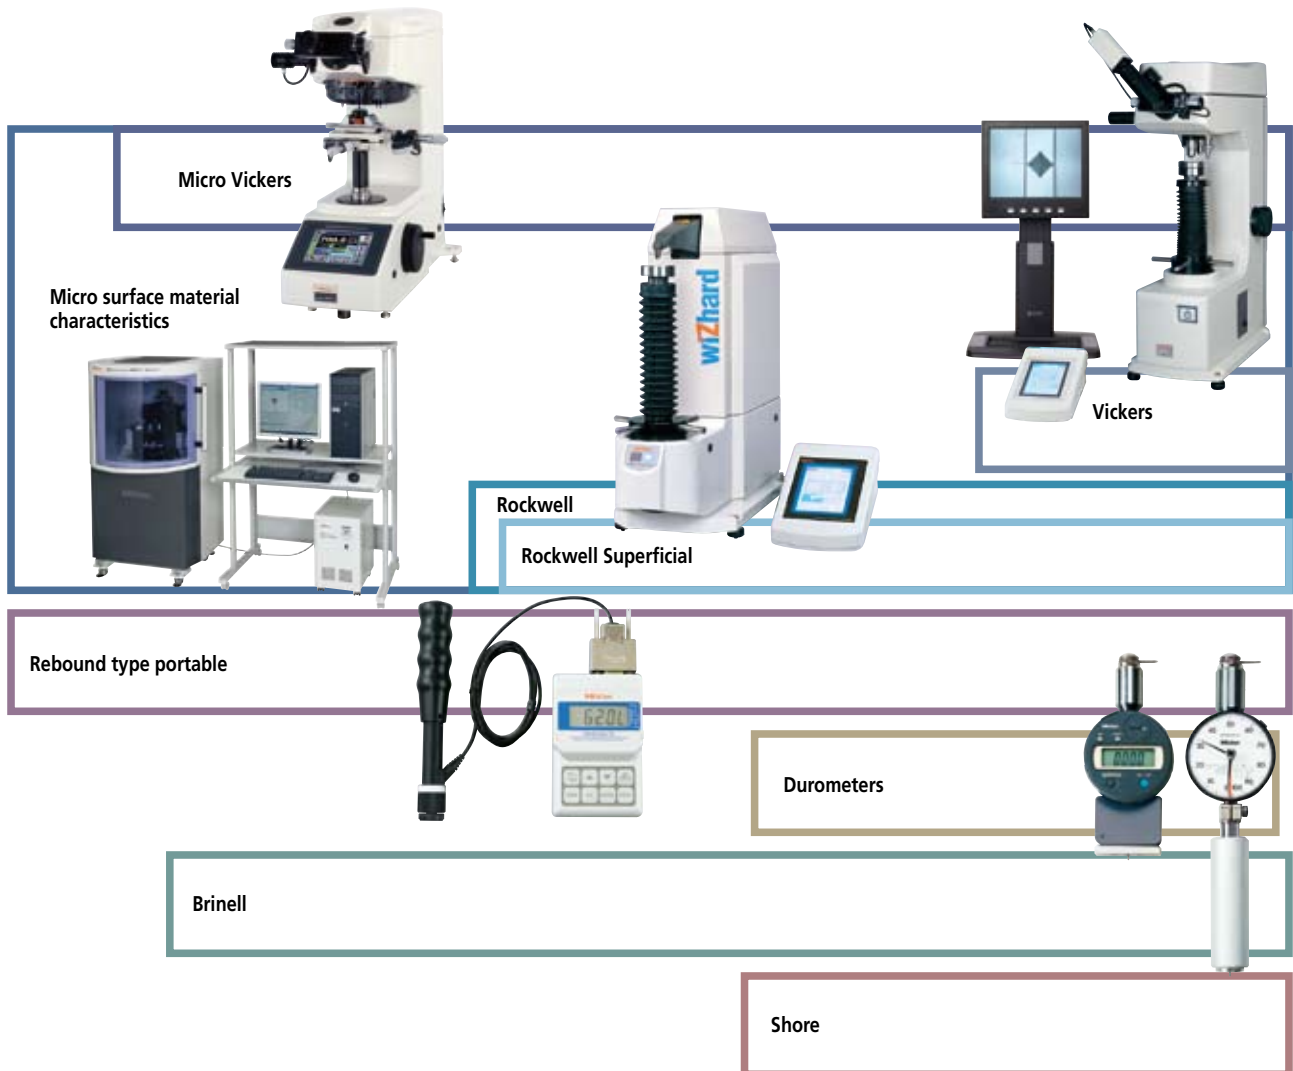 Micro Vickers
Micro surface material
characteristics
wiZhard
Vickers
Rockwell
Rockwell Superficial
Rebound type portable
620L
Durometers
Brinell
Shore